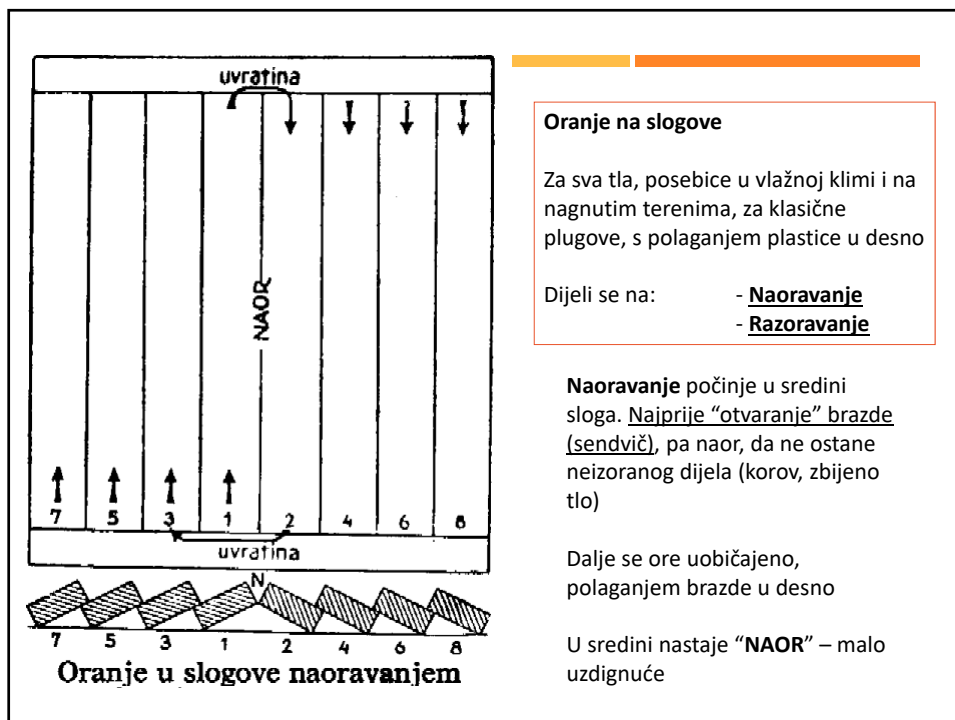 uvratina
NAOR
7 5 3 1 2 4 6 8
uvratina
N
7 5 3 1 2 4 6 8
Oranje u slogove naoravanjem
Oranje na slogove
Za sva tla, posebice u vlažnoj klimi i na
nagnutim terenima, za klasične
plugove, s polaganjem plastice u desno
Dijeli se na: - Naoravanje
- Razoravanje
Naoravanje počinje u sredini
sloga. Najprije “otvaranje” brazde
(sendvič), pa naor, da ne ostane
neizoranog dijela (korov, zbijeno
tlo)
Dalje se ore uobičajeno,
polaganjem brazde u desno
U sredini nastaje “NAOR” – malo
uzdignuće